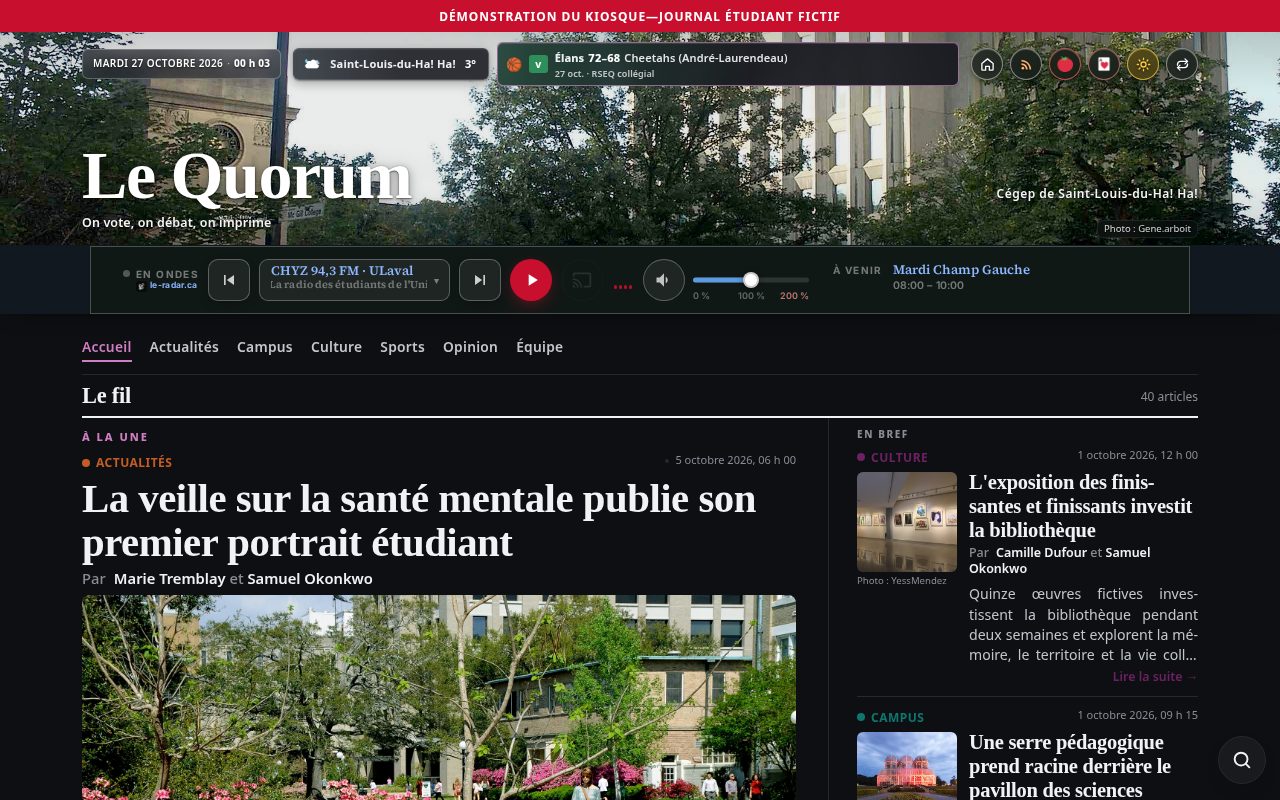 DÉMONSTRATION DU KIOSQUE—JOURNAL ÉTUDIANT FICTIF
MARDI 27 OCTOBRE 2026 · 00 h 03
Saint-Louis-du-Ha! Ha! 3°
V
Élans 72–68 Cheetahs (André-Laurendeau)
27 oct. · RSEQ collégial
Le Quorum
On vote, on débat, on imprime
Mc Gill College
Cégep de Saint-Louis-du-Ha! Ha!
Photo : Gene.arboit
EN ONDES
le-radar.ca
CHYZ 94,3 FM · ULaval
La radio des étudiants de l'Uni
0 % 100 % 200 %
À VENIR
Mardi Champ Gauche
08:00 – 10:00
Accueil Actualités Campus Culture Sports Opinion Équipe
Le fil
40 articles
À LA UNE
ACTUALITÉS
5 octobre 2026, 06 h 00
La veille sur la santé mentale publie son
premier portrait étudiant
Par Marie Tremblay et Samuel Okonkwo
EN BREF
CULTURE
1 octobre 2026, 12 h 00
L'exposition des finis-
santes et finissants investit
la bibliothèque
Par Camille Dufour et Samuel
Okonkwo
Photo : YessMendez
Quinze œuvres fictives inves-
tissent la bibliothèque pendant
deux semaines et explorent la mé-
moire, le territoire et la vie coll…
Lire la suite →
CAMPUS
1 octobre 2026, 09 h 15
Une serre pédagogique
prend racine derrière le
pavillon des sciences